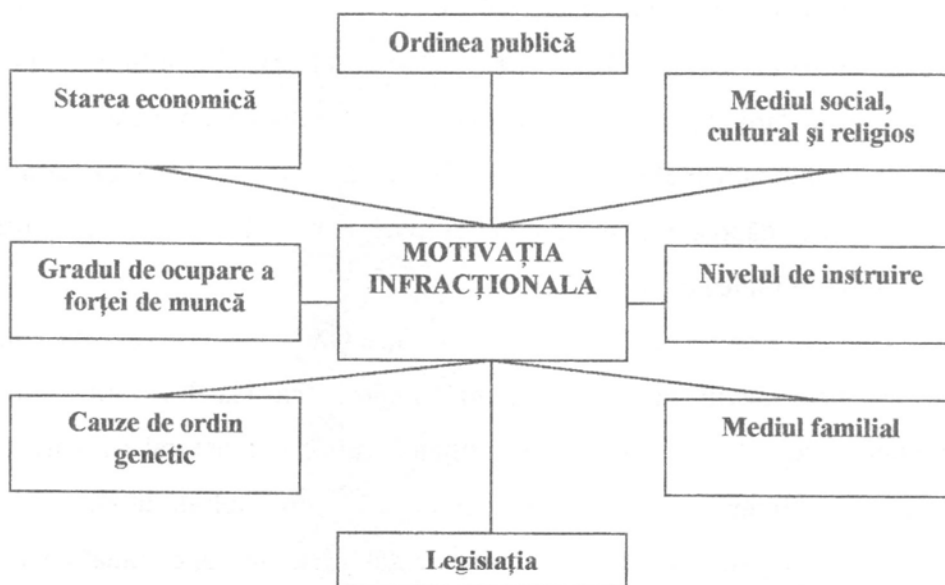 Ordinea publică
Starea economică
Mediul social,
cultural şi religios
MOTIVAŢIA
INFRACŢIONALĂ
Gradul de ocupare a
forţei de muncă
Nivelul de instruire
Cauze de ordin
genetic
Mediul familial
Legislaţia